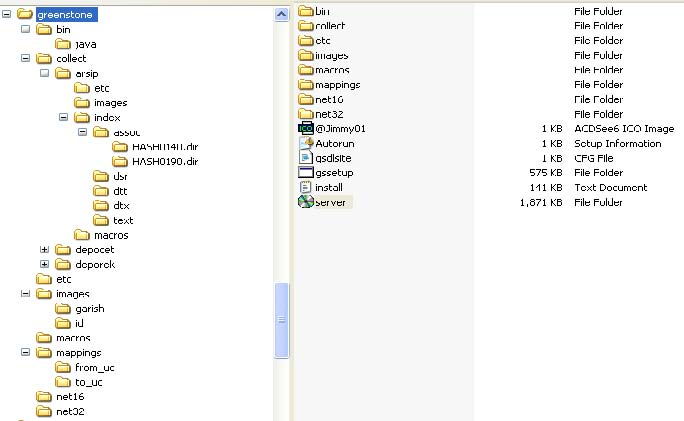 greenstone
bin
java
collect
arsip
etc
images
index
assoc
HASH0140.dir
HASH0190.dir
dsr
dtt
dtx
text
macros
depocet
deporek
etc
images
garish
id
macros
mappings
from_uc
to_uc
net16
net32
bin File Folder
collect File Folder
etc File Folder
images File Folder
macros File Folder
mappings File Folder
net16 File Folder
net32 File Folder
@Jimmy01 1 KB ACDSee6 ICO Image
Autorun 1 KB Setup Information
gsdlsite 1 KB CFG File
gssetup 575 KB File Folder
install 141 KB Text Document
server 1,871 KB File Folder